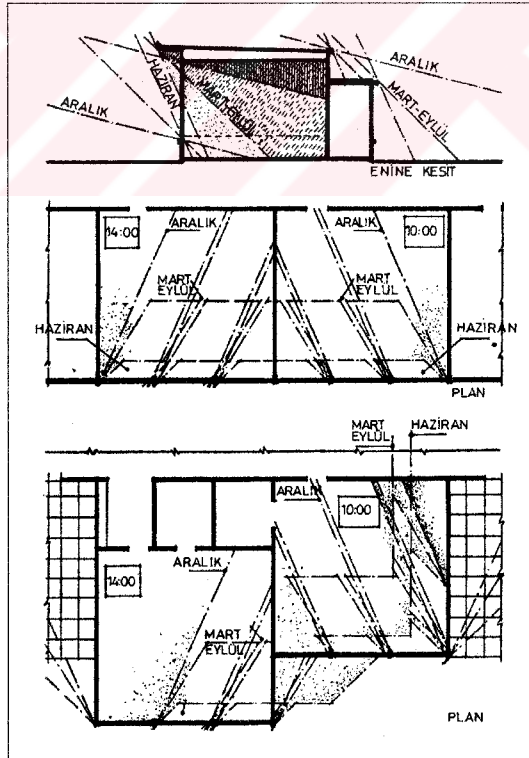 ARALIK
HAZİRAN
MART-EYLÜL
ARALIK
MART-EYLÜL
ENİNE KESİT
14:00
ARALIK
ARALIK
10:00
MART
EYLÜL
MART
EYLÜL
HAZİRAN
HAZİRAN
PLAN
MART
EYLÜL
HAZİRAN
ARALIK
10:00
ARALIK
14:00
MART
EYLÜL
PLAN